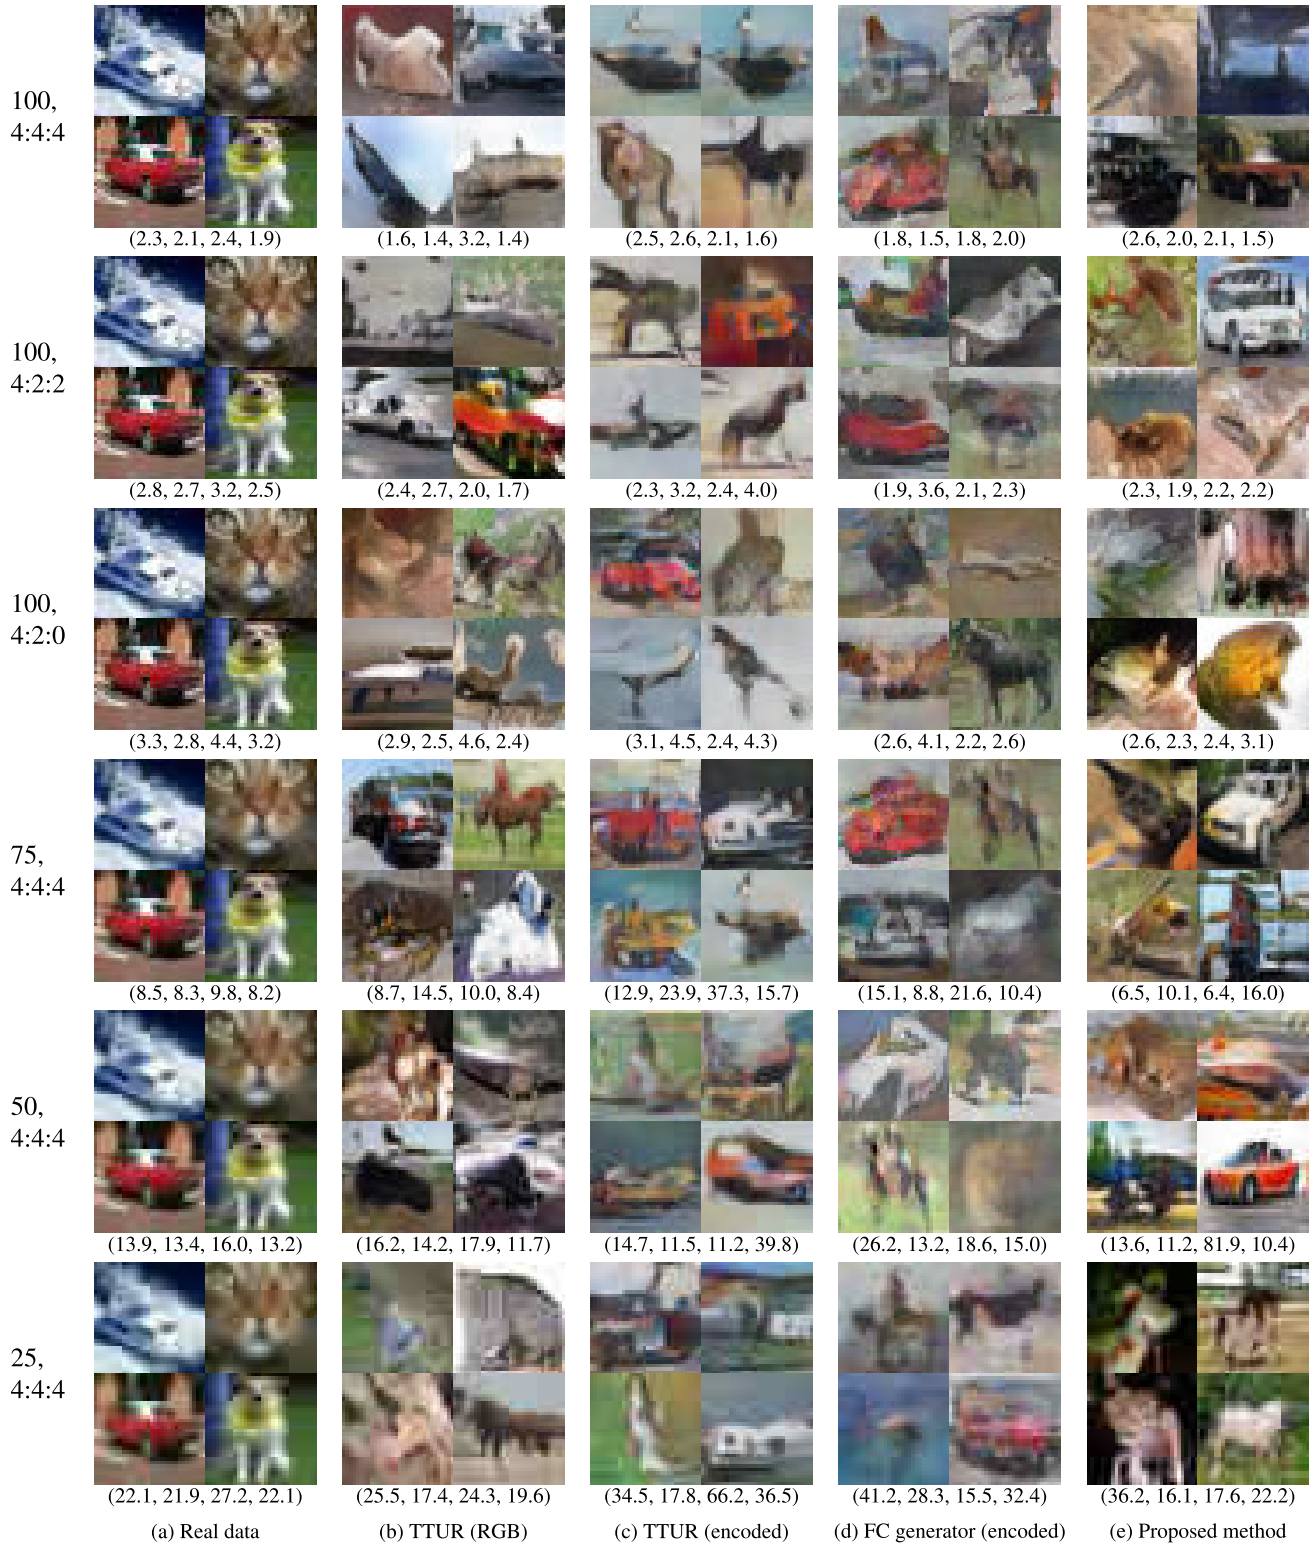 100,
4:4:4
(2.3, 2.1, 2.4, 1.9)
(1.6, 1.4, 3.2, 1.4)
(2.5, 2.6, 2.1, 1.6)
(1.8, 1.5, 1.8, 2.0)
(2.6, 2.0, 2.1, 1.5)
100,
4:2:2
(2.8, 2.7, 3.2, 2.5)
(2.4, 2.7, 2.0, 1.7)
(2.3, 3.2, 2.4, 4.0)
(1.9, 3.6, 2.1, 2.3)
(2.3, 1.9, 2.2, 2.2)
100,
4:2:0
(3.3, 2.8, 4.4, 3.2)
(2.9, 2.5, 4.6, 2.4)
(3.1, 4.5, 2.4, 4.3)
(2.6, 4.1, 2.2, 2.6)
(2.6, 2.3, 2.4, 3.1)
75,
4:4:4
(8.5, 8.3, 9.8, 8.2)
(8.7, 14.5, 10.0, 8.4)
(12.9, 23.9, 37.3, 15.7)
(15.1, 8.8, 21.6, 10.4)
(6.5, 10.1, 6.4, 16.0)
50,
4:4:4
(13.9, 13.4, 16.0, 13.2)
(16.2, 14.2, 17.9, 11.7)
(14.7, 11.5, 11.2, 39.8)
(26.2, 13.2, 18.6, 15.0)
(13.6, 11.2, 81.9, 10.4)
25,
4:4:4
(22.1, 21.9, 27.2, 22.1)
(25.5, 17.4, 24.3, 19.6)
(34.5, 17.8, 66.2, 36.5)
(41.2, 28.3, 15.5, 32.4)
(36.2, 16.1, 17.6, 22.2)
(a) Real data
(b) TTUR (RGB)
(c) TTUR (encoded)
(d) FC generator (encoded)
(e) Proposed method